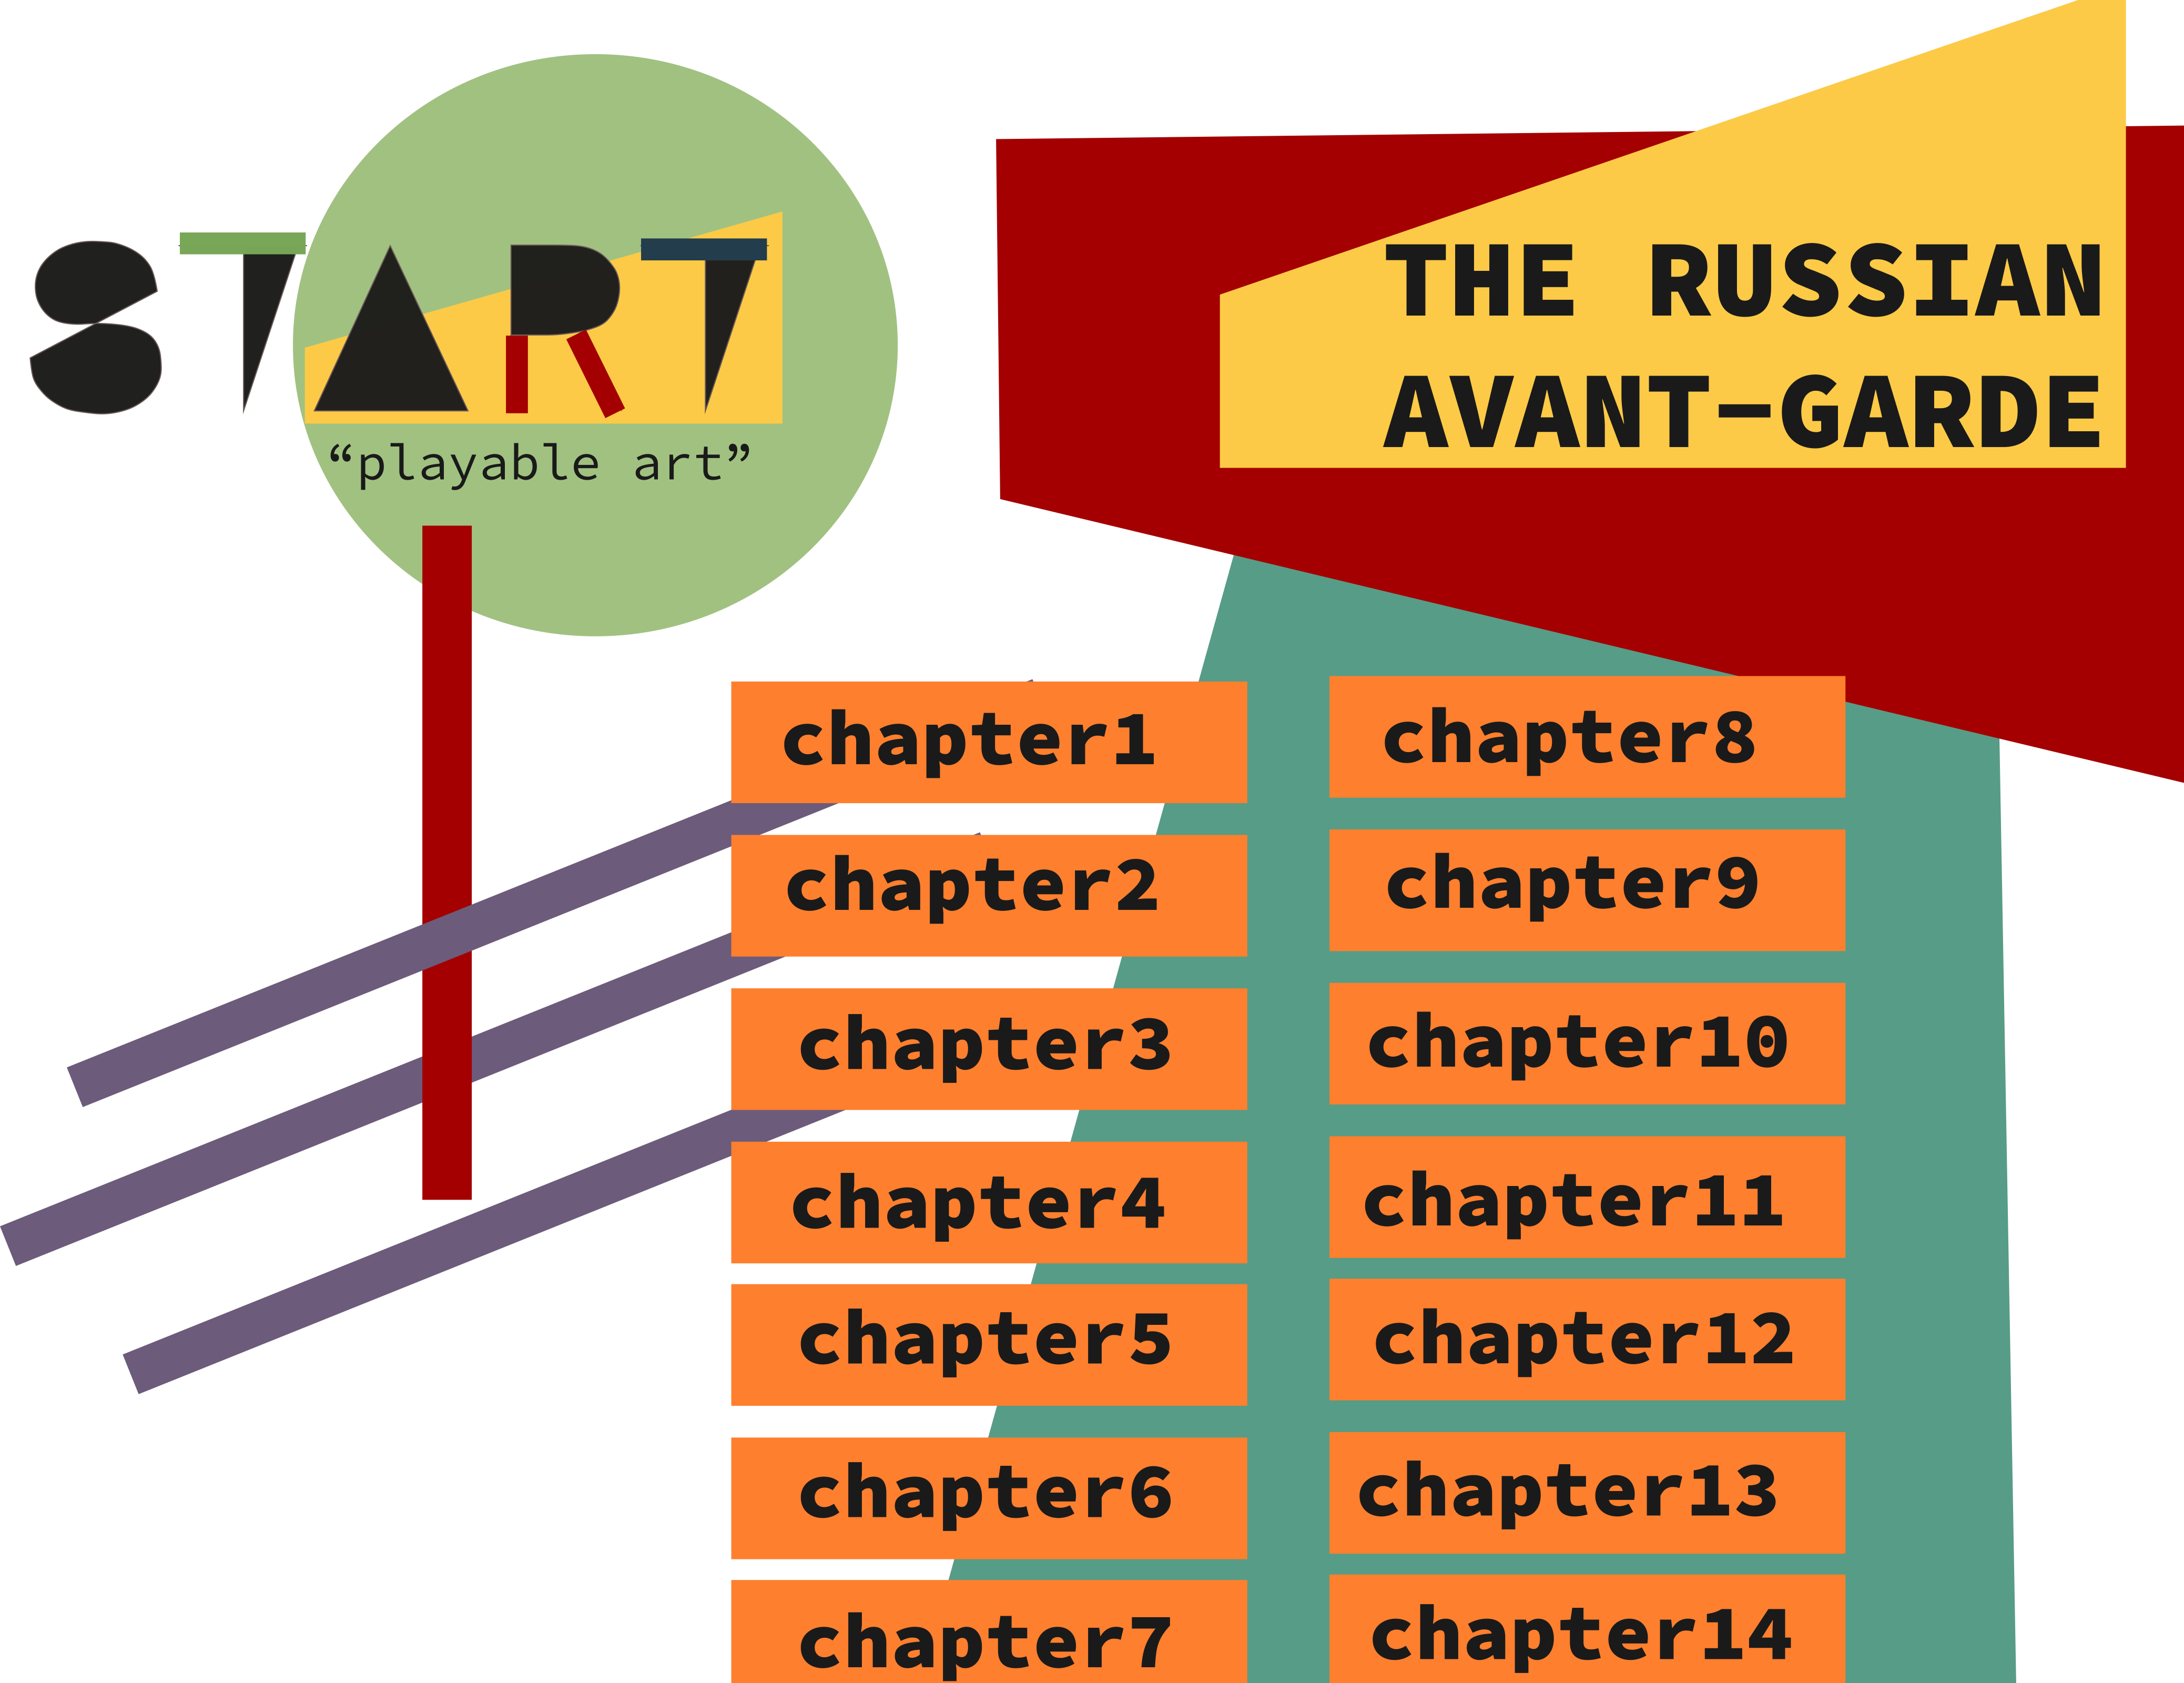 START
“playable art”
THE RUSSIAN
AVANT—GARDE
chapter1
chapter2
chapter3
chapter4
chapter5
chapter6
chapter7
chapter8
chapter9
chapter10
chapter11
chapter12
chapter13
chapter14